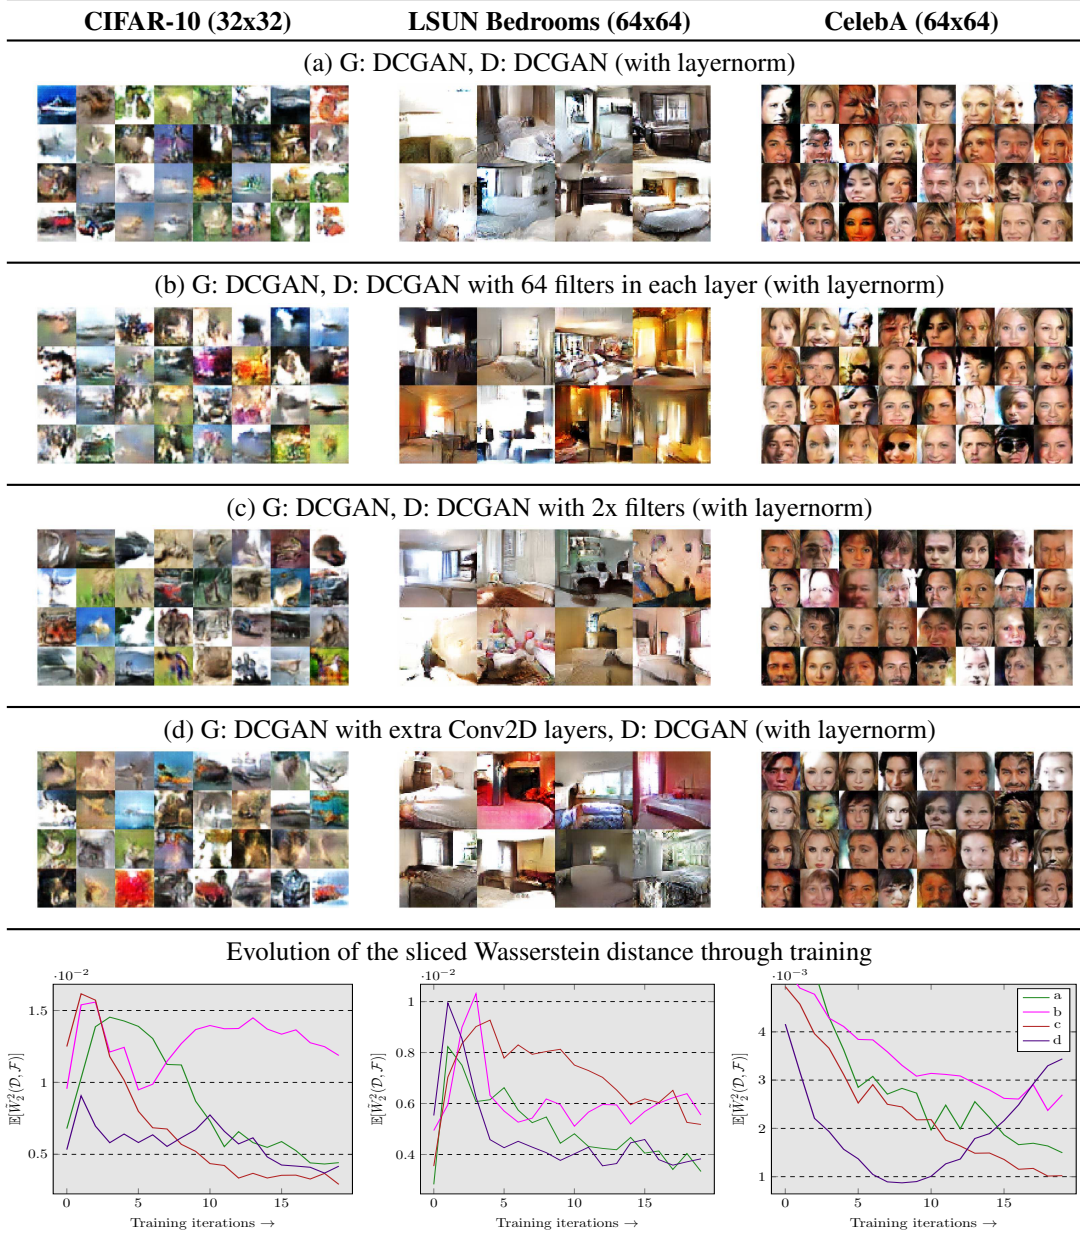 CIFAR-10 (32x32) LSUN Bedrooms (64x64) CelebA (64x64)
(a) G: DCGAN, D: DCGAN (with layernorm)
(b) G: DCGAN, D: DCGAN with 64 filters in each layer (with layernorm)
(c) G: DCGAN, D: DCGAN with 2x filters (with layernorm)
(d) G: DCGAN with extra Conv2D layers, D: DCGAN (with layernorm)
Evolution of the sliced Wasserstein distance through training
·10⁻² ·10⁻² ·10⁻³
1.5
1
0.5
0 5 10 15
𝔼[W̃₂²(𝒟, ℱ)]
Training iterations →
1
0.8
0.6
0.4
0 5 10 15
𝔼[W̃₂²(𝒟, ℱ)]
Training iterations →
4
3
2
1
0 5 10 15
𝔼[W̃₂²(𝒟, ℱ)]
Training iterations →
a
b
c
d